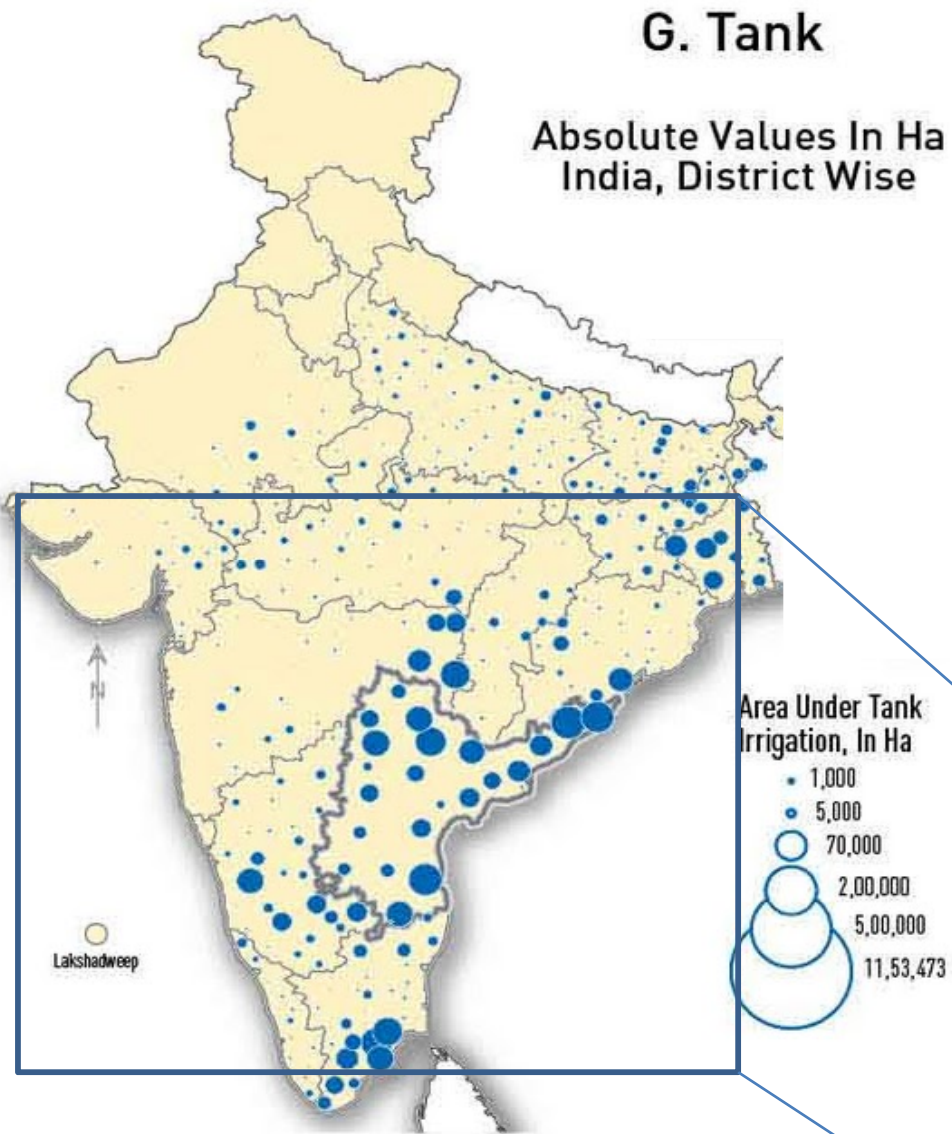 G. Tank
Absolute Values In Ha
India, District Wise
N
Lakshadweep
Area Under Tank
Irrigation, In Ha
1,000
5,000
70,000
2,00,000
5,00,000
11,53,473